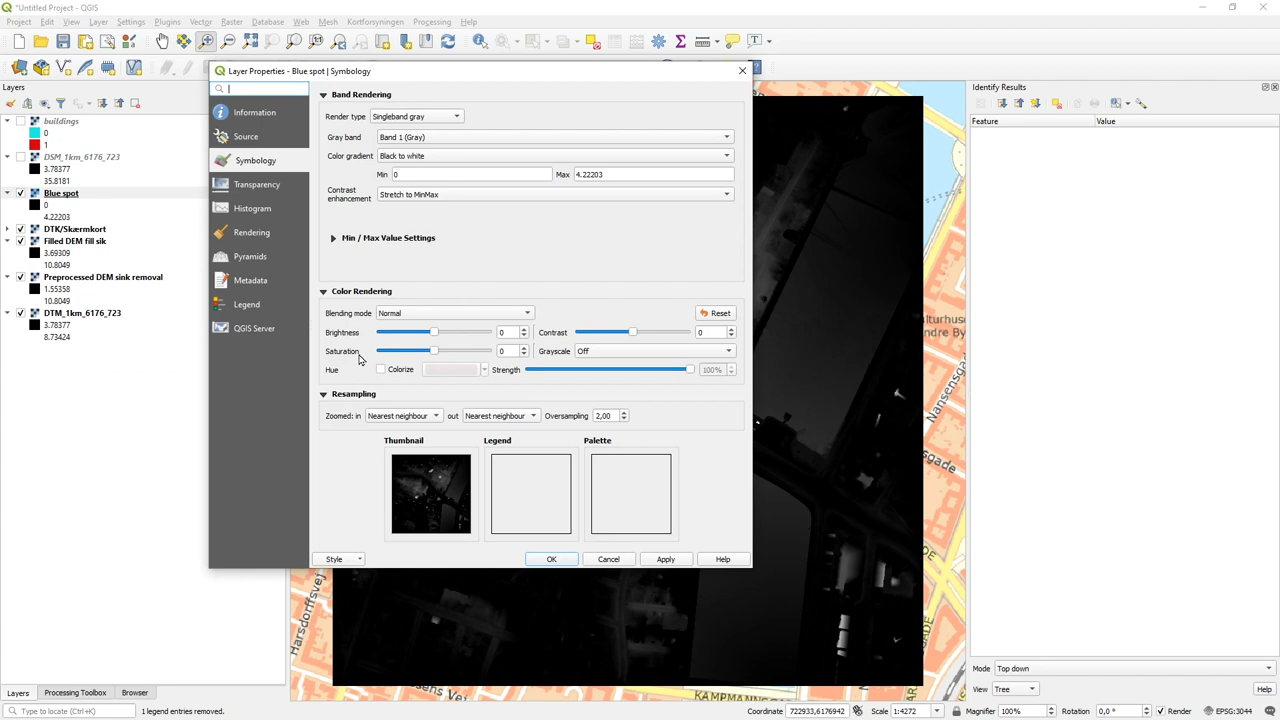 *Untitled Project - QGIS
Project Edit View Layer Settings Plugins Vector Raster Database Web Mesh Kortforsyningen Processing Help
Layers
buildings
0
1
DSM_1km_6176_723
3.78377
35.8181
Blue spot
0
4.22203
DTK/Skærmkort
Filled DEM fill sik
3.69309
10.8049
Preprocessed DEM sink removal
1.55358
10.8049
DTM_1km_6176_723
3.78377
8.73424
Layer Properties - Blue spot | Symbology
Information
Source
Symbology
Transparency
Histogram
Rendering
Pyramids
Metadata
Legend
QGIS Server
Band Rendering
Render type Singleband gray
Gray band Band 1 (Gray)
Color gradient Black to white
Min 0 Max 4.22203
Contrast enhancement Stretch to MinMax
Min / Max Value Settings
Color Rendering
Blending mode Normal Reset
Brightness 0 Contrast 0
Saturation 0 Grayscale Off
Hue Colorize Strength 100%
Resampling
Zoomed: in Nearest neighbour out Nearest neighbour Oversampling 2,00
Thumbnail Legend Palette
Style OK Cancel Apply Help
Identify Results
Feature Value
Mode Top down
View Tree Help
Nansensgade
Harsdorffsvej
KAMPMANNSG
Layers Processing Toolbox Browser
Type to locate (Ctrl+K) 1 legend entries removed. Coordinate 722933,6176942 Scale 1:4272 Magnifier 100% Rotation 0,0 ° Render EPSG:3044